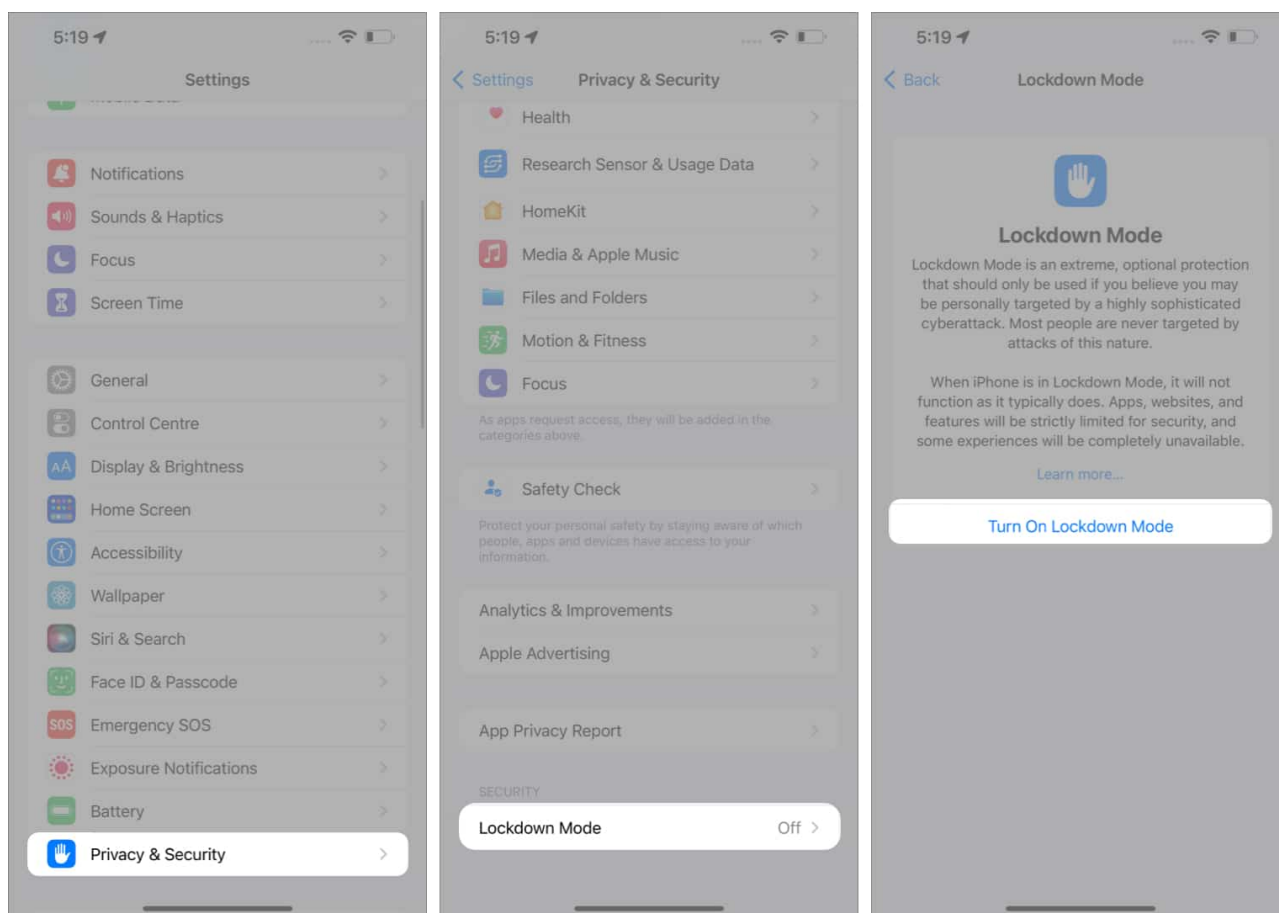 5:19
Settings
Mobile Data
Notifications
Sounds & Haptics
Focus
Screen Time
General
Control Centre
AA
Display & Brightness
Home Screen
Accessibility
Wallpaper
Siri & Search
Face ID & Passcode
SOS
Emergency SOS
Exposure Notifications
Battery
Privacy & Security
5:19
Settings
Privacy & Security
Health
Research Sensor & Usage Data
HomeKit
Media & Apple Music
Files and Folders
Motion & Fitness
Focus
As apps request access, they will be added in the
categories above.
Safety Check
Protect your personal safety by staying aware of which
people, apps and devices have access to your
information.
Analytics & Improvements
Apple Advertising
App Privacy Report
SECURITY
Lockdown Mode
Off
5:19
Back
Lockdown Mode
Lockdown Mode
Lockdown Mode is an extreme, optional protection
that should only be used if you believe you may
be personally targeted by a highly sophisticated
cyberattack. Most people are never targeted by
attacks of this nature.
When iPhone is in Lockdown Mode, it will not
function as it typically does. Apps, websites, and
features will be strictly limited for security, and
some experiences will be completely unavailable.
Learn more...
Turn On Lockdown Mode